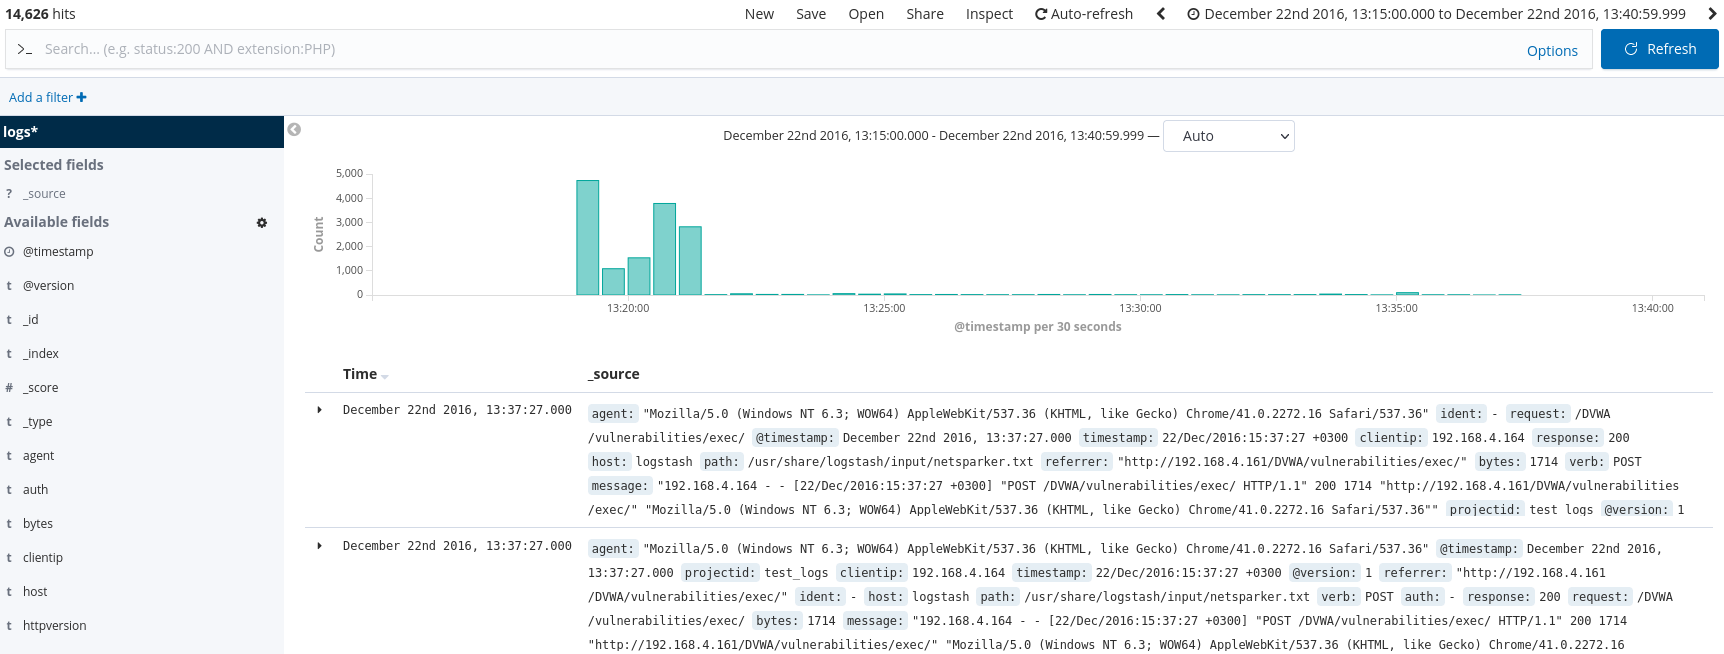 14,626 hits
New Save Open Share Inspect Auto-refresh December 22nd 2016, 13:15:00.000 to December 22nd 2016, 13:40:59.999
>_ Search... (e.g. status:200 AND extension:PHP) Options Refresh
Add a filter +
logs*
Selected fields
? _source
Available fields
@timestamp
t @version
t _id
t _index
# _score
t _type
t agent
t auth
t bytes
t clientip
t host
t httpversion
December 22nd 2016, 13:15:00.000 - December 22nd 2016, 13:40:59.999 — Auto
5,000
4,000
3,000
2,000
1,000
0
Count
13:20:00 13:25:00 13:30:00 13:35:00 13:40:00
@timestamp per 30 seconds
Time _source
December 22nd 2016, 13:37:27.000
agent: "Mozilla/5.0 (Windows NT 6.3; WOW64) AppleWebKit/537.36 (KHTML, like Gecko) Chrome/41.0.2272.16 Safari/537.36" ident: - request: /DVWA
/vulnerabilities/exec/ @timestamp: December 22nd 2016, 13:37:27.000 timestamp: 22/Dec/2016:15:37:27 +0300 clientip: 192.168.4.164 response: 200
host: logstash path: /usr/share/logstash/input/netsparker.txt referrer: "http://192.168.4.161/DVWA/vulnerabilities/exec/" bytes: 1714 verb: POST
message: "192.168.4.164 - - [22/Dec/2016:15:37:27 +0300] "POST /DVWA/vulnerabilities/exec/ HTTP/1.1" 200 1714 "http://192.168.4.161/DVWA/vulnerabilities
/exec/" "Mozilla/5.0 (Windows NT 6.3; WOW64) AppleWebKit/537.36 (KHTML, like Gecko) Chrome/41.0.2272.16 Safari/537.36"" projectid: test_logs @version: 1
December 22nd 2016, 13:37:27.000
agent: "Mozilla/5.0 (Windows NT 6.3; WOW64) AppleWebKit/537.36 (KHTML, like Gecko) Chrome/41.0.2272.16 Safari/537.36" @timestamp: December 22nd 2016,
13:37:27.000 projectid: test_logs clientip: 192.168.4.164 timestamp: 22/Dec/2016:15:37:27 +0300 @version: 1 referrer: "http://192.168.4.161
/DVWA/vulnerabilities/exec/" ident: - host: logstash path: /usr/share/logstash/input/netsparker.txt verb: POST auth: - response: 200 request: /DVWA
/vulnerabilities/exec/ bytes: 1714 message: "192.168.4.164 - - [22/Dec/2016:15:37:27 +0300] "POST /DVWA/vulnerabilities/exec/ HTTP/1.1" 200 1714
"http://192.168.4.161/DVWA/vulnerabilities/exec/" "Mozilla/5.0 (Windows NT 6.3; WOW64) AppleWebKit/537.36 (KHTML, like Gecko) Chrome/41.0.2272.16